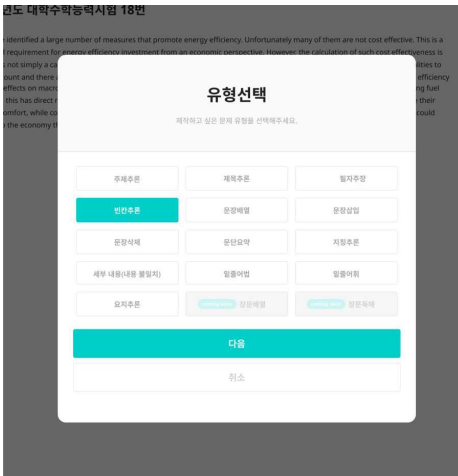 년도 대학수학능력시험 18번
identified a large number of measures that promote energy efficiency. Unfortunately many of them are not cost effective. This is a
requirement for energy efficiency investment from an economic perspective. However, the calculation of such cost effectiveness is
s not simply a ca
alities to
ount and there
efficiency
effects on macro
ng fuel
this has direct
their
omfort, while co
could
the economy th
유형선택
제작하고 싶은 문제 유형을 선택해주세요.
주제추론
제목추론
필자주장
빈칸추론
문장배열
문장삽입
문장삭제
문단요약
지칭추론
세부 내용(내용 불일치)
밑줄어법
밑줄어휘
요지추론
장문배열
장문독해
다음
취소